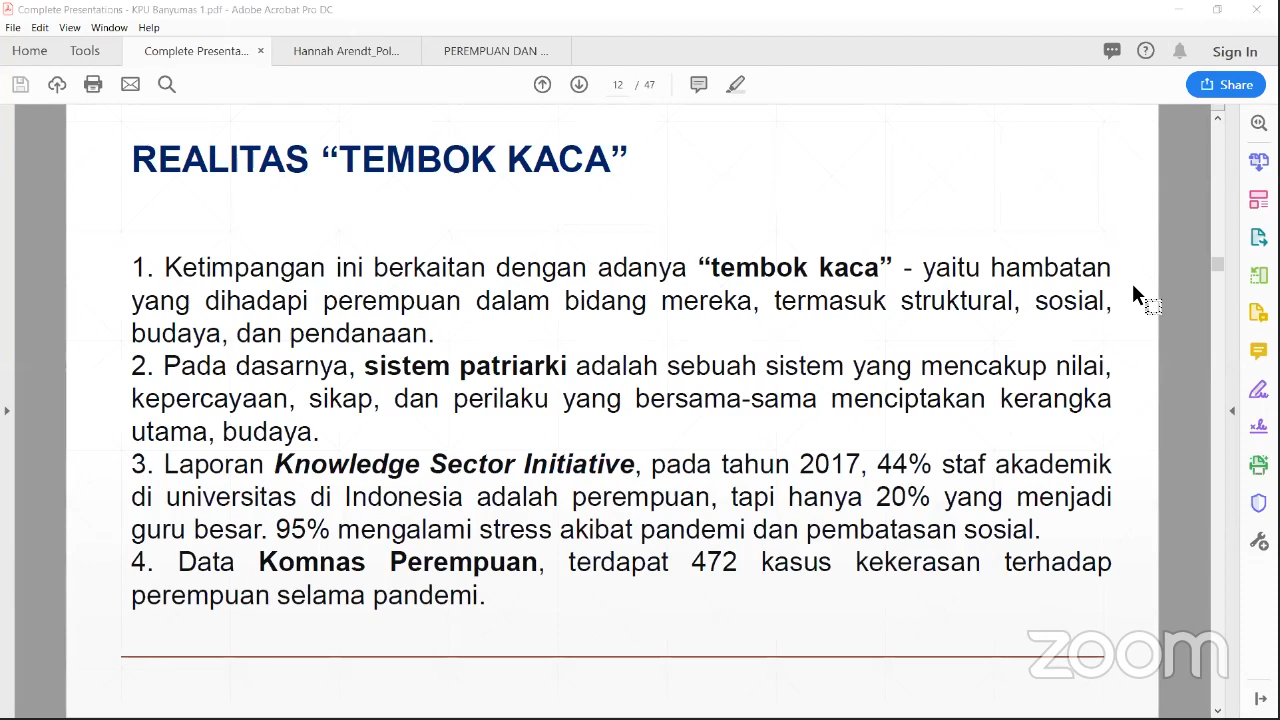 Complete Presentations - KPU Banyumas 1.pdf - Adobe Acrobat Pro DC
File Edit View Window Help
Home Tools Complete Presenta... × Hannah Arendt_Pol... PEREMPUAN DAN ... Sign In
12 / 47 Share
REALITAS “TEMBOK KACA”
1. Ketimpangan ini berkaitan dengan adanya “tembok kaca” - yaitu hambatan
yang dihadapi perempuan dalam bidang mereka, termasuk struktural, sosial,
budaya, dan pendanaan.
2. Pada dasarnya, sistem patriarki adalah sebuah sistem yang mencakup nilai,
kepercayaan, sikap, dan perilaku yang bersama-sama menciptakan kerangka
utama, budaya.
3. Laporan Knowledge Sector Initiative, pada tahun 2017, 44% staf akademik
di universitas di Indonesia adalah perempuan, tapi hanya 20% yang menjadi
guru besar. 95% mengalami stress akibat pandemi dan pembatasan sosial.
4. Data Komnas Perempuan, terdapat 472 kasus kekerasan terhadap
perempuan selama pandemi.
zoom